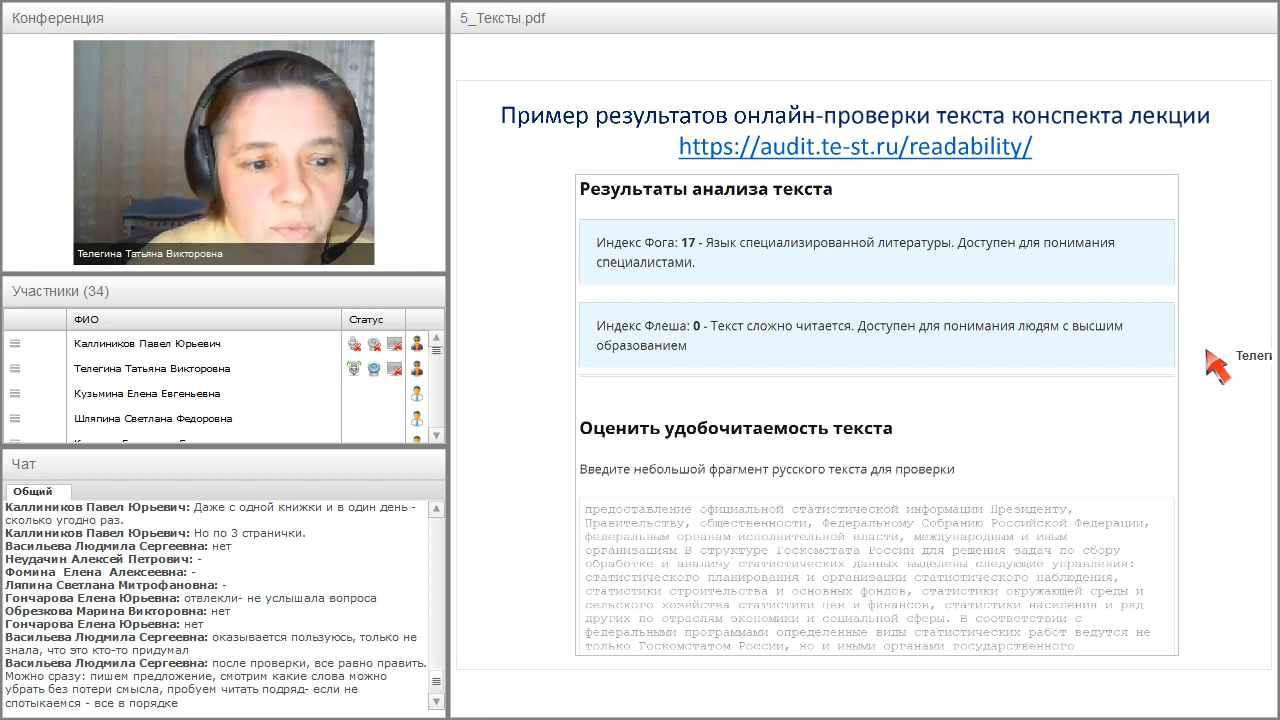 Конференция
Телегина Татьяна Викторовна
Участники (34)
ФИО
Статус
Каллиников Павел Юрьевич
Телегина Татьяна Викторовна
Кузьмина Елена Евгеньевна
Шляпина Светлана Федоровна
Чат
Общий
Каллиников Павел Юрьевич: Даже с одной книжки и в один день -
сколько угодно раз.
Каллиников Павел Юрьевич: Но по 3 странички.
Васильева Людмила Сергеевна: нет
Неудачин Алексей Петрович: -
Фомина Елена Алексеевна: -
Ляпина Светлана Митрофановна: -
Гончарова Елена Юрьевна: отвлекли- не услышала вопроса
Обрезкова Марина Викторовна: нет
Гончарова Елена Юрьевна: нет
Васильева Людмила Сергеевна: оказывается пользуюсь, только не
знала, что это кто-то придумал
Васильева Людмила Сергеевна: после проверки, все равно править.
Можно сразу: пишем предложение, смотрим какие слова можно
убрать без потери смысла, пробуем читать подряд- если не
спотыкаемся - все в порядке
5_Тексты.pdf
Пример результатов онлайн-проверки текста конспекта лекции
https://audit.te-st.ru/readability/
Результаты анализа текста
Индекс Фога: 17 - Язык специализированной литературы. Доступен для понимания
специалистами.
Индекс Флеша: 0 - Текст сложно читается. Доступен для понимания людям с высшим
образованием
Телеги
Оценить удобочитаемость текста
Введите небольшой фрагмент русского текста для проверки
предоставление официальной статистической информации Президенту,
Правительству, общественности, Федеральному Собранию Российской Федерации,
федеральным органам исполнительной власти, международным и иным
организациям В структуре Госкомстата России для решения задач по сбору
обработке и анализу статистических данных выделены следующие управления:
статистического планирования и организации статистического наблюдения,
статистики строительства и основных фондов, статистики окружающей среды и
сельского хозяйства статистики цен и финансов, статистики населения и ряд
других по отраслям экономики и социальной сферы. В соответствии с
федеральными программами определенные виды статистических работ ведутся не
только Госкомстатом России, но и иными органами государственного